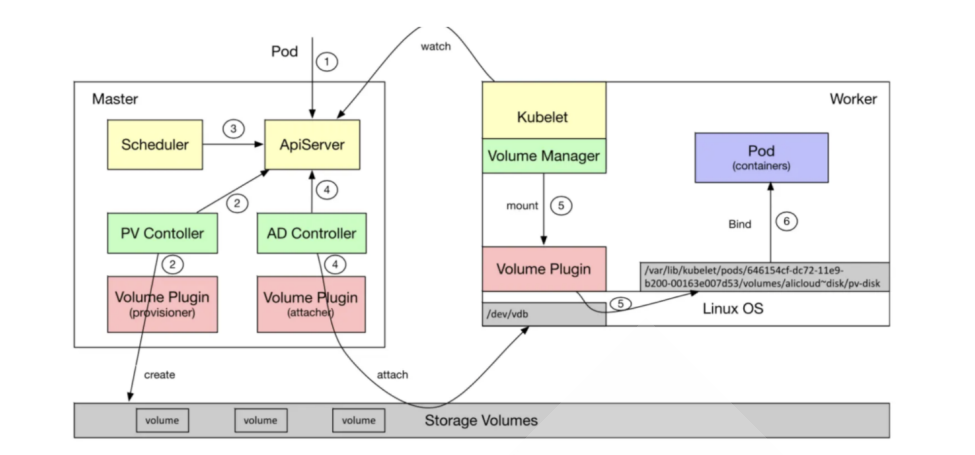 Pod
1
watch
Master
Scheduler
3
ApiServer
2
4
PV Contoller
AD Controller
2
4
Volume Plugin
(provisioner)
Volume Plugin
(attacher)
create
attach
Worker
Kubelet
Volume Manager
mount
5
Volume Plugin
Pod
(containers)
Bind
6
/var/lib/kubelet/pods/646154cf-dc72-11e9-
b200-00163e007d53/volumes/alicloud~disk/pv-disk
5
/dev/vdb
Linux OS
volume
volume
volume
Storage Volumes